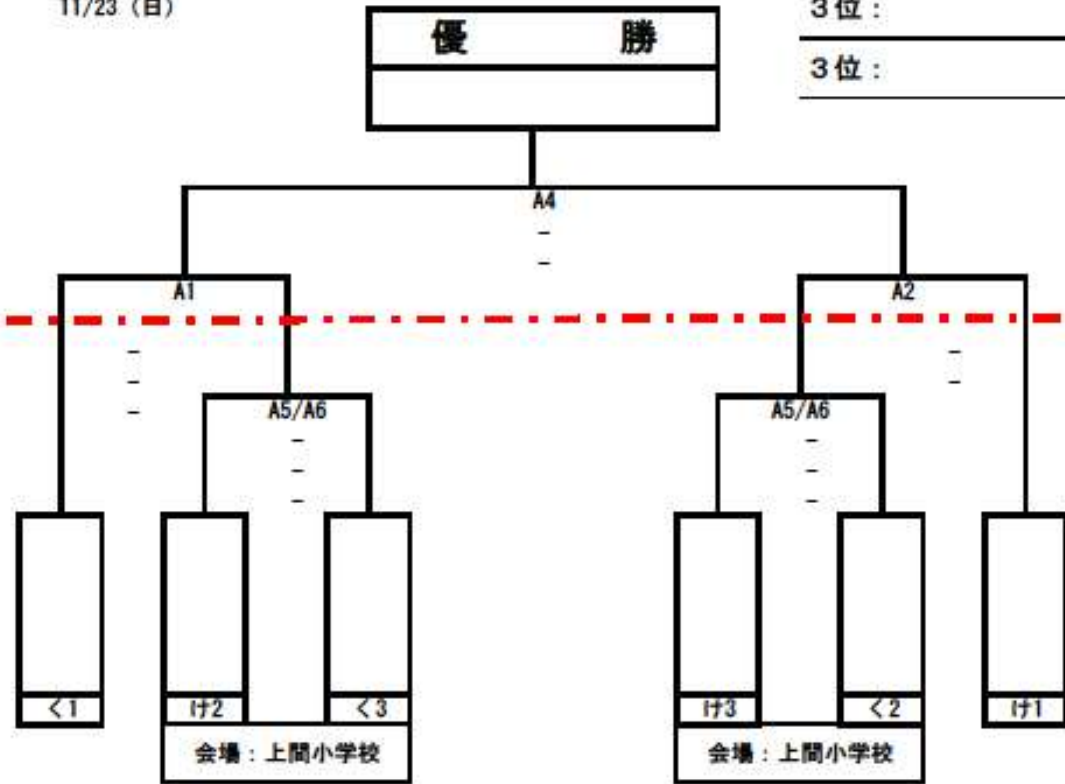 11/23（日）
3位：
優 勝
3位：
A4
-
-
A1
A2
-
-
-
-
-
A5/A6
A5/A6
-
-
-
-
-
-
く1
け2
く3
け3
く2
け1
会場：上間小学校
会場：上間小学校